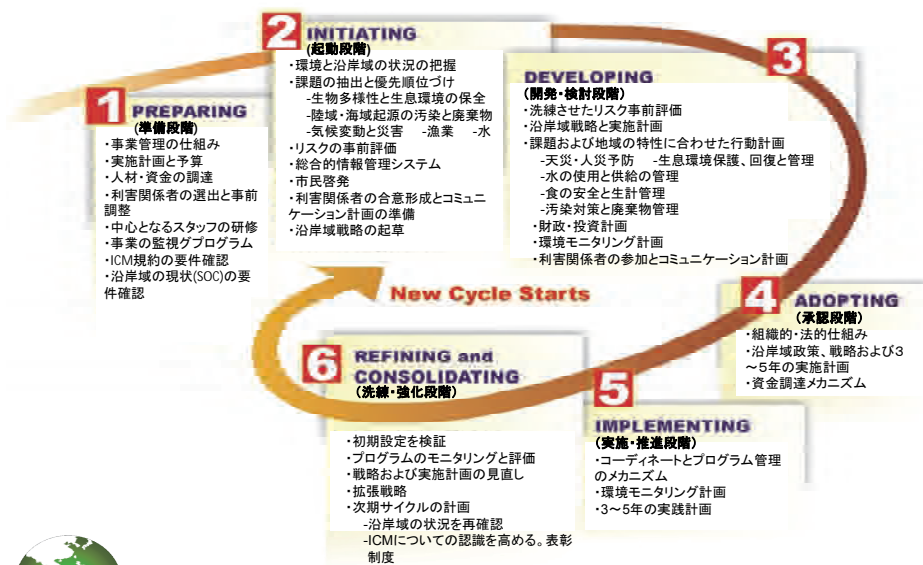 1 PREPARING
(準備段階)
・事業管理の仕組み
・実施計画と予算
・人材・資金の調達
・利害関係者の選出と事前
調整
・中心となるスタッフの研修
・事業の監視グプログラム
・ICM規約の要件確認
・沿岸域の現状(SOC)の要
件確認
2 INITIATING
(起動段階)
・環境と沿岸域の状況の把握
・課題の抽出と優先順位づけ
-生物多様性と生息環境の保全
-陸域・海域起源の汚染と廃棄物
-気候変動と災害 -漁業 -水
・リスクの事前評価
・総合的情報管理システム
・市民啓発
・利害関係者の合意形成とコミュニ
ケーション計画の準備
・沿岸域戦略の起草
3
DEVELOPING
(開発・検討段階)
・洗練させたリスク事前評価
・沿岸域戦略と実施計画
・課題および地域の特性に合わせた行動計画
-天災・人災予防 -生息環境保護、回復と管理
-水の使用と供給の管理
-食の安全と生計管理
-汚染対策と廃棄物管理
・財政・投資計画
・環境モニタリング計画
・利害関係者の参加とコミュニケーション計画
New Cycle Starts
4 ADOPTING
(承認段階)
・組織的・法的仕組み
・沿岸域政策、戦略および3
～5年の実施計画
・資金調達メカニズム
5
IMPLEMENTING
(実施・推進段階)
・コーディネートとプログラム管理
のメカニズム
・環境モニタリング計画
・3～5年の実践計画
6 REFINING and
CONSOLIDATING
(洗練・強化段階)
・初期設定を検証
・プログラムのモニタリングと評価
・戦略および実施計画の見直し
・拡張戦略
・次期サイクルの計画
-沿岸域の状況を再確認
-ICMについての認識を高める。表彰
制度